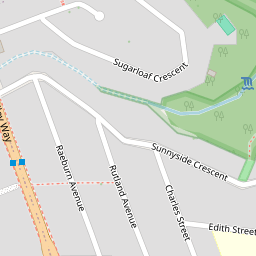 Sugarloaf Crescent
Way
Raeburn Avenue
Rutland Avenue
Sunnyside Crescent
Charles Street
Edith Street